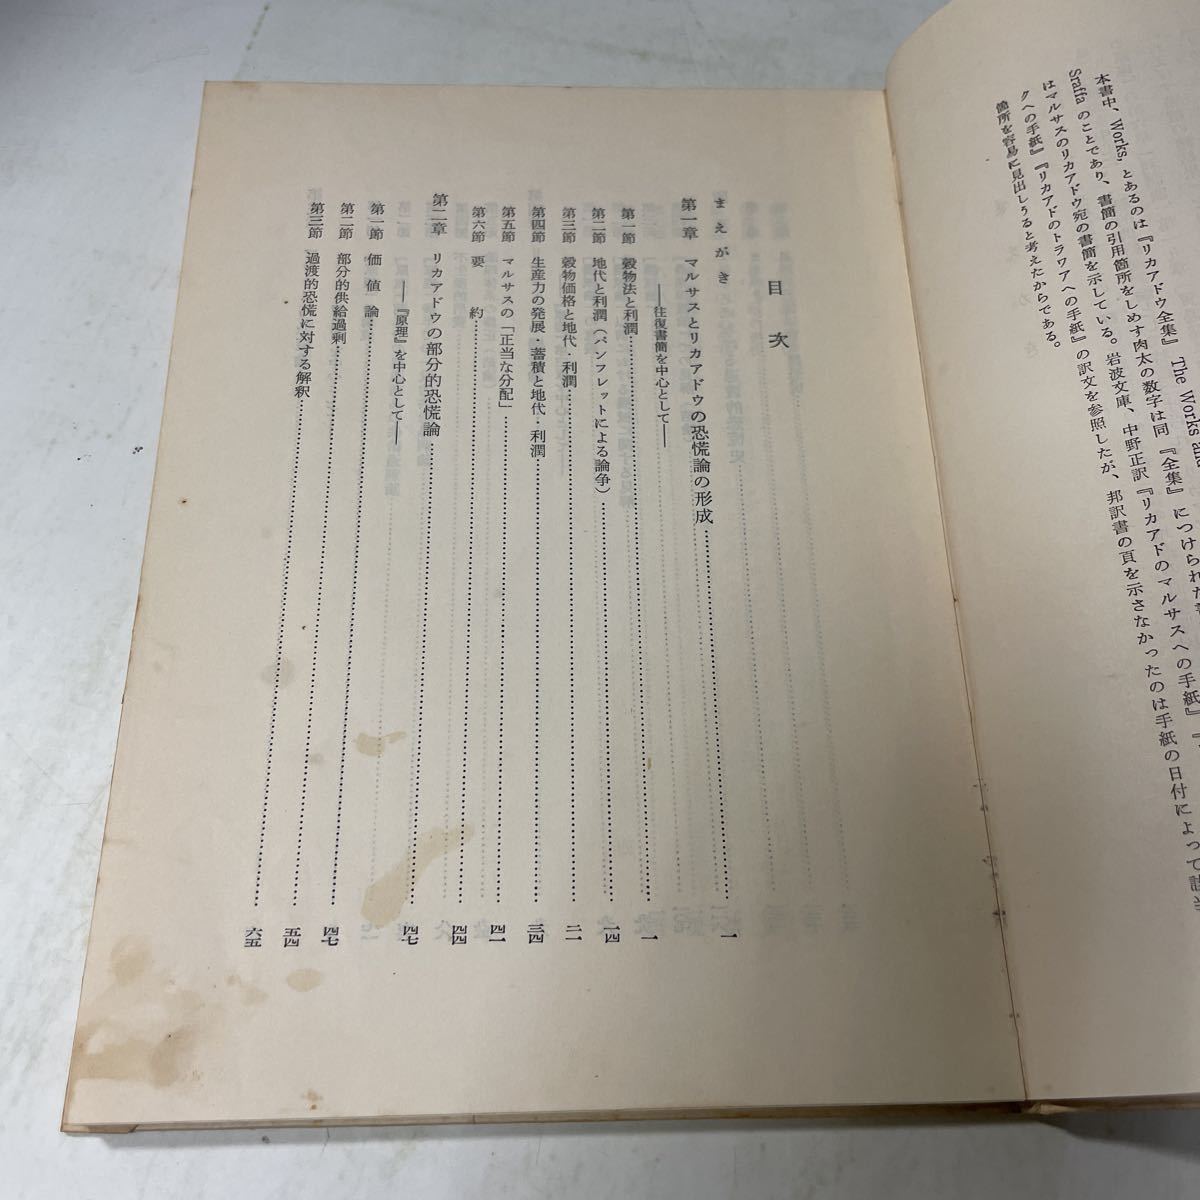 本書中、Works, とあるのは『リカアドウ全集』 The Works and
Sraffa のことであり、書簡の引用箇所をしめす肉太の数字は同『全集』につけられた
はマルサスのリカアドウ宛の書簡を示している。岩波文庫、中野正訳『リカアドのマルサスへの手紙』『
クへの手紙』『リカアドのトラワアへの手紙』の訳文を参照したが、邦訳書の頁を示さなかったのは手紙の日付によって該当
箇所を容易に見出しうると考えたからである。
目次
まえがき
第一章 マルサスとリカアドウの恐慌論の形成 一
――往復書簡を中心として――
第一節 穀物法と利潤 一
第二節 地代と利潤（パンフレットによる論争） 一四
第三節 穀物価格と地代・利潤 二一
第四節 生産力の発展・蓄積と地代・利潤 三四
第五節 マルサスの「正当な分配」 四一
第六節 要約 四四
第二章 リカアドウの部分的恐慌論 四七
――『原理』を中心として――
第一節 価値論 四七
第二節 部分的供給過剰 五四
第三節 「過渡的恐慌に対する解釈 六五